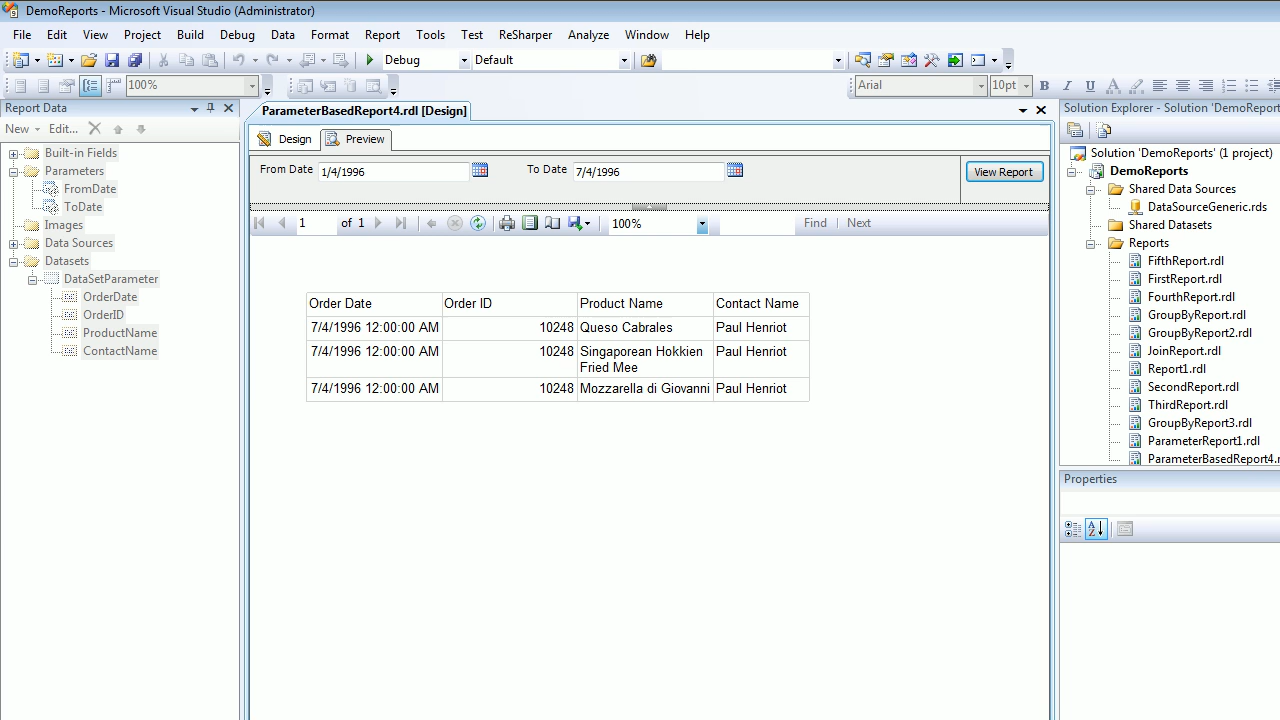 DemoReports - Microsoft Visual Studio (Administrator)
File Edit View Project Build Debug Data Format Report Tools Test ReSharper Analyze Window Help
Debug Default
100% Arial 10pt B I U A
Report Data
New Edit...
Built-in Fields
Parameters
FromDate
ToDate
Images
Data Sources
Datasets
DataSetParameter
OrderDate
OrderID
ProductName
ContactName
ParameterBasedReport4.rdl [Design]
Design Preview
From Date 1/4/1996 To Date 7/4/1996 View Report
1 of 1 100% Find Next
Order Date Order ID Product Name Contact Name
7/4/1996 12:00:00 AM 10248 Queso Cabrales Paul Henriot
7/4/1996 12:00:00 AM 10248 Singaporean Hokkien Paul Henriot
Fried Mee
7/4/1996 12:00:00 AM 10248 Mozzarella di Giovanni Paul Henriot
Solution Explorer - Solution 'DemoReport
Solution 'DemoReports' (1 project)
DemoReports
Shared Data Sources
DataSourceGeneric.rds
Shared Datasets
Reports
FifthReport.rdl
FirstReport.rdl
FourthReport.rdl
GroupByReport.rdl
GroupByReport2.rdl
JoinReport.rdl
Report1.rdl
SecondReport.rdl
ThirdReport.rdl
GroupByReport3.rdl
ParameterReport1.rdl
ParameterBasedReport4.r
Properties